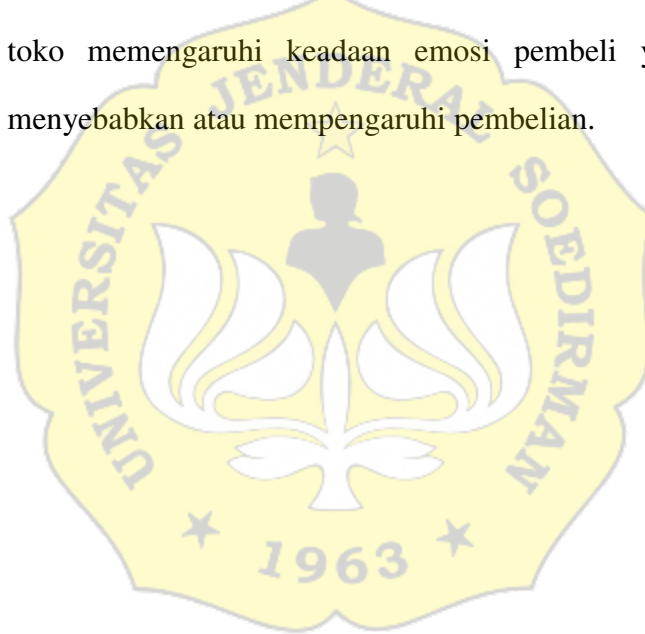 toko memengaruhi keadaan emosi pembeli
menyebabkan atau mempengaruhi pembelian.
UNIVERSITAS JENDERAL SOEDIRMAN
1963